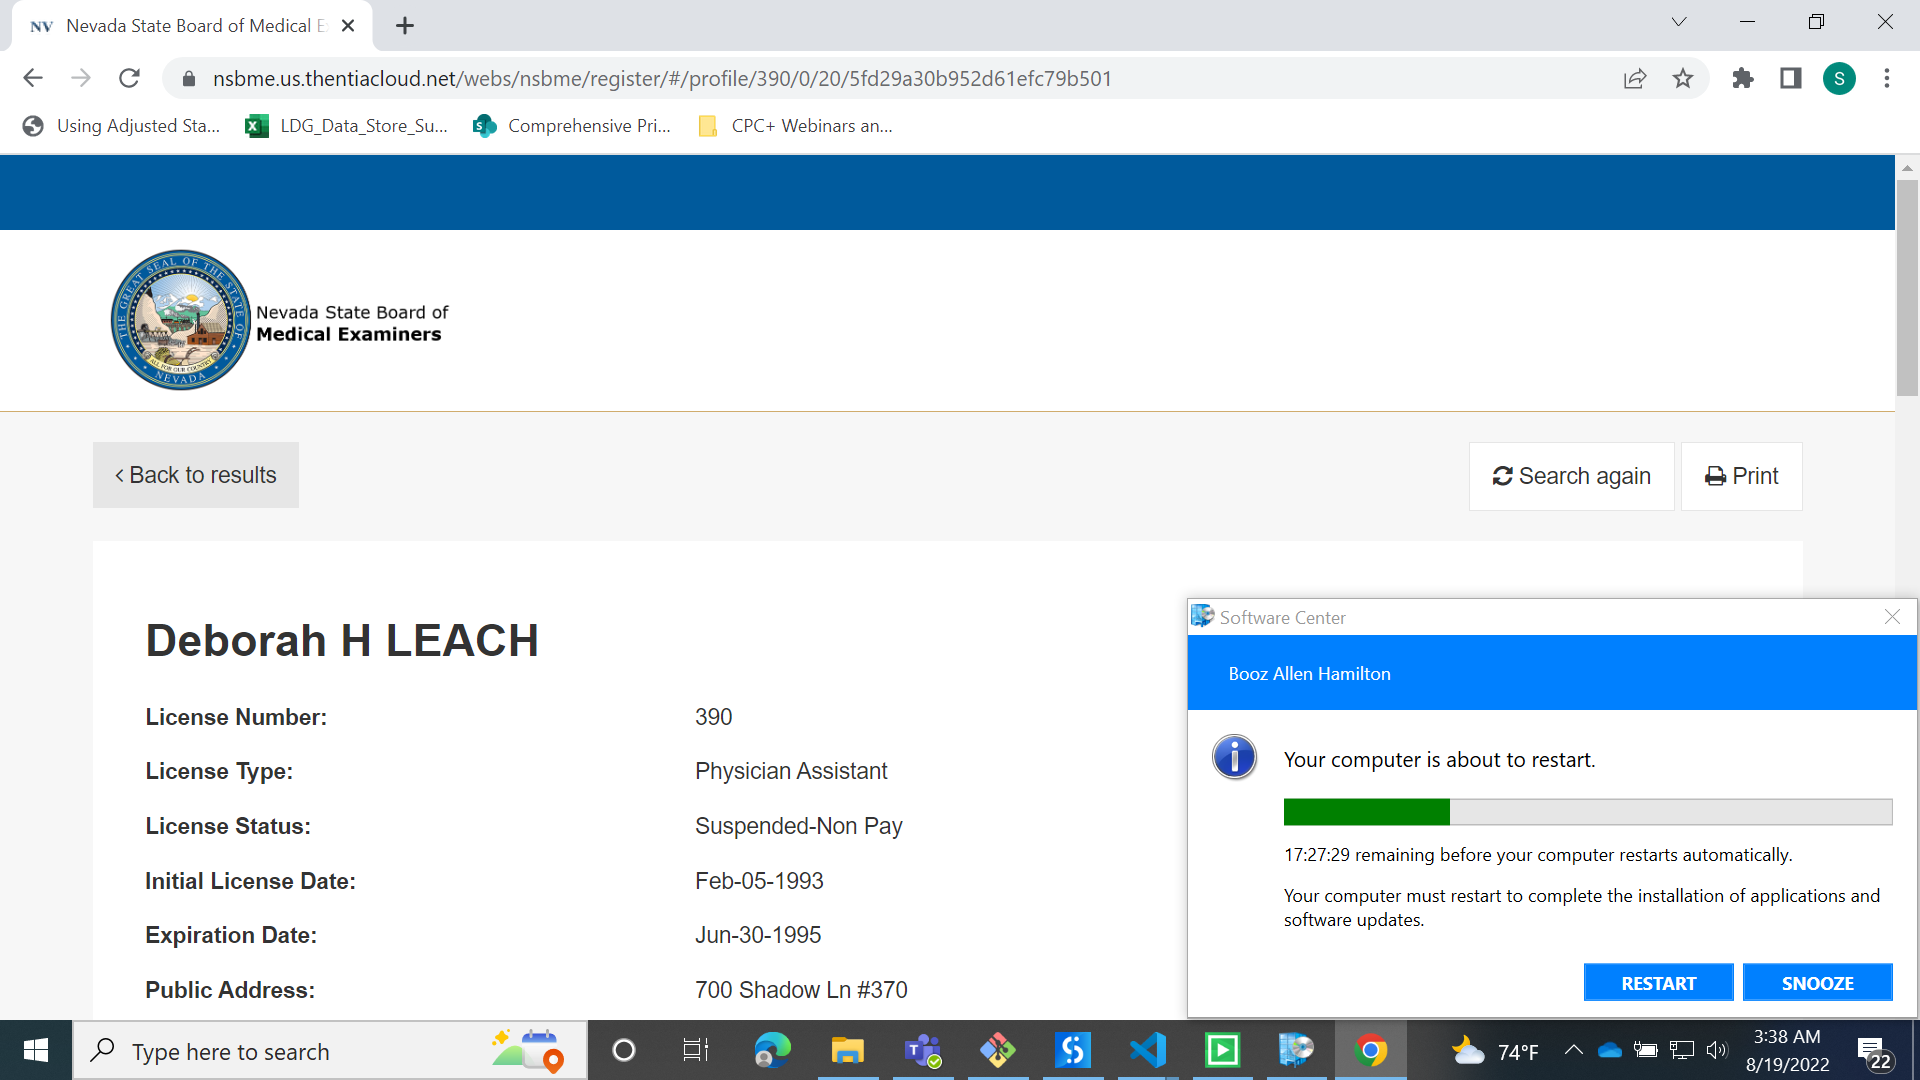 NV Nevada State Board of Medical E
nsbme.us.thentiacloud.net/webs/nsbme/register/#/profile/390/0/20/5fd29a30b952d61efc79b501
S
Using Adjusted Sta... LDG_Data_Store_Su... Comprehensive Pri... CPC+ Webinars an...
THE GREAT SEAL OF THE STATE OF NEVADA
ALL FOR OUR COUNTRY
Nevada State Board of
Medical Examiners
Back to results
Search again
Print
Deborah H LEACH
License Number: 390
License Type: Physician Assistant
License Status: Suspended-Non Pay
Initial License Date: Feb-05-1993
Expiration Date: Jun-30-1995
Public Address: 700 Shadow Ln #370
Software Center
Booz Allen Hamilton
Your computer is about to restart.
17:27:29 remaining before your computer restarts automatically.
Your computer must restart to complete the installation of applications and
software updates.
RESTART SNOOZE
Type here to search
74°F
3:38 AM
8/19/2022
22